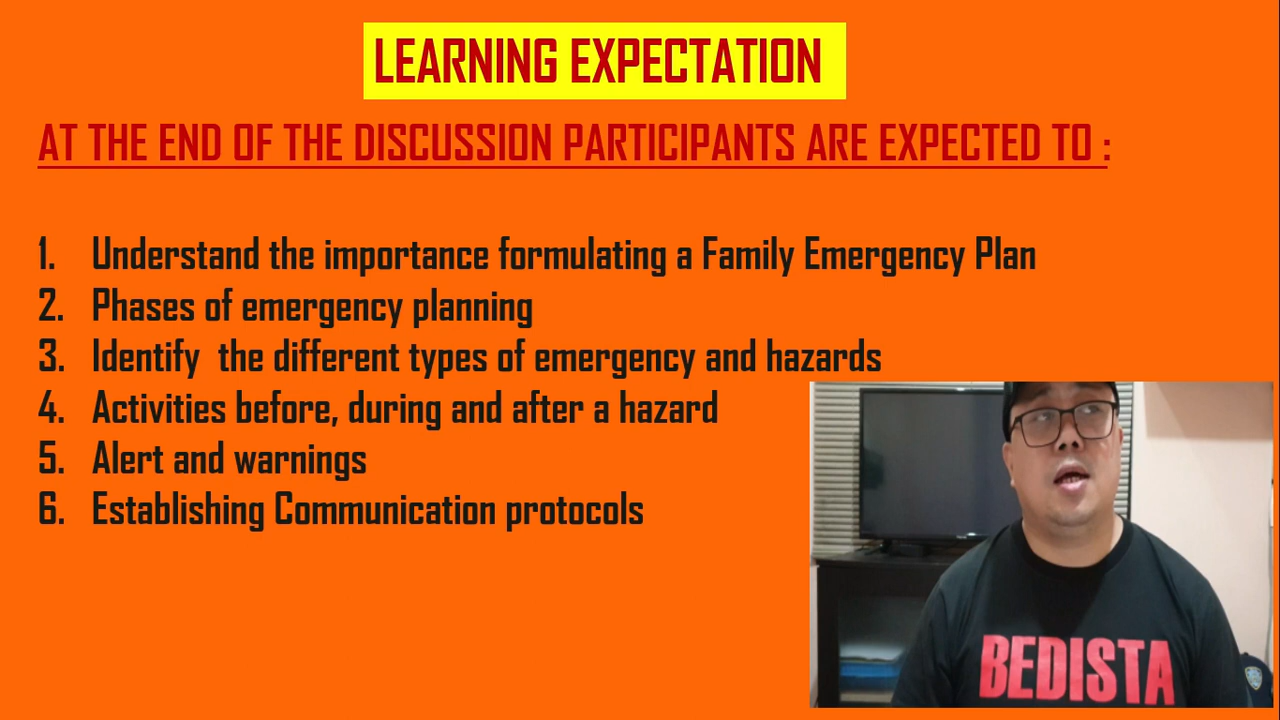 LEARNING EXPECTATION
AT THE END OF THE DISCUSSION PARTICIPANTS ARE EXPECTED TO :
1. Understand the importance formulating a Family Emergency Plan
2. Phases of emergency planning
3. Identify the different types of emergency and hazards
4. Activities before, during and after a hazard
5. Alert and warnings
6. Establishing Communication protocols
BEDISTA